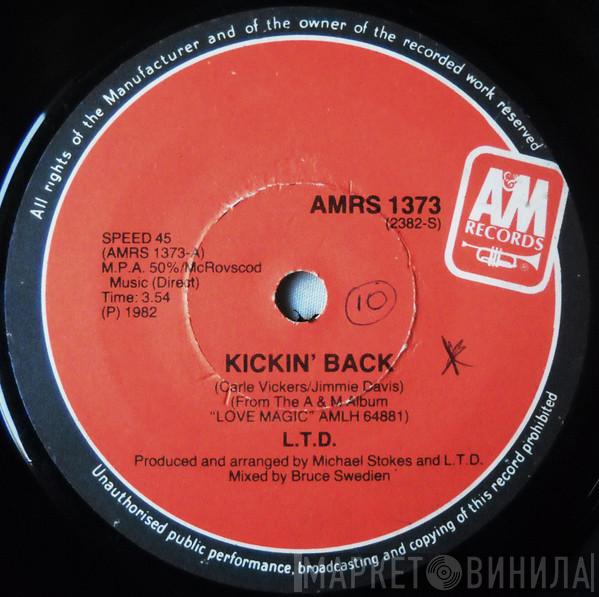 All rights of the Manufacturer and of the owner of the recorded work reserved
A&M
RECORDS
®
AMRS 1373
(2382-S)
SPEED 45
(AMRS 1373-A)
M.P.A. 50%/McRovscod
Music (Direct)
Time: 3.54
(P) 1982
10
KICKIN' BACK
(Carle Vickers/Jimmie Davis)
(From The A & M Album
"LOVE MAGIC" AMLH 64881)
L.T.D.
Produced and arranged by Michael Stokes and L.T.D.
Mixed by Bruce Swedien
Unauthorised public performance, broadcasting and copying of this record prohibited
МАРКЕТ ВИНИЛА